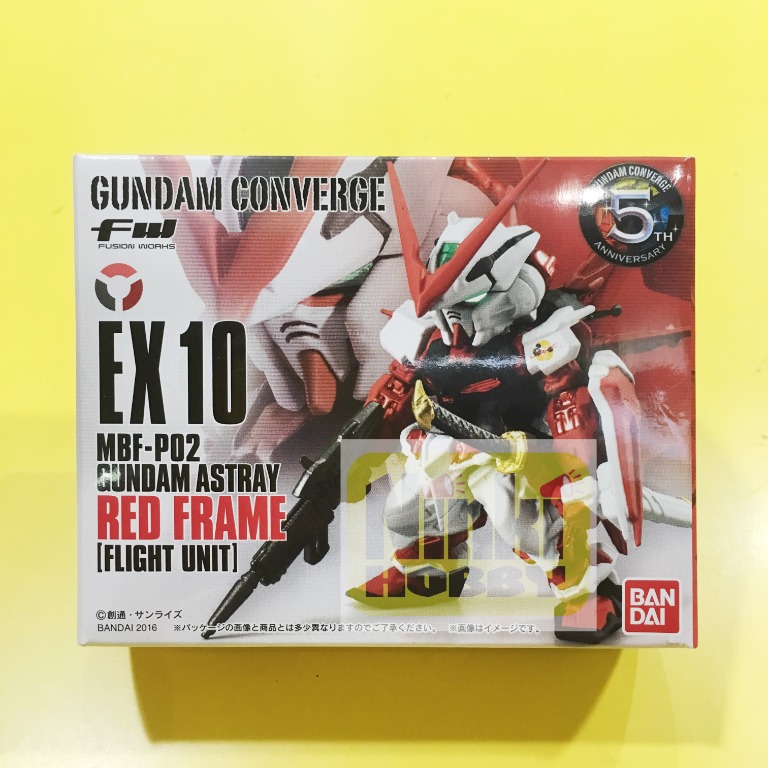 GUNDAM CONVERGE
FW
FUSION WORKS
GUNDAM CONVERGE
5TH
ANNIVERSARY
EX10
MBF-P02
GUNDAM ASTRAY
RED FRAME
[FLIGHT UNIT]
HOBBY
BAN
DAI
©創通・サンライズ
BANDAI 2016 ※パッケージの画像と商品とは多少異なりますのでご了承ください。 ※画像はイメージです。